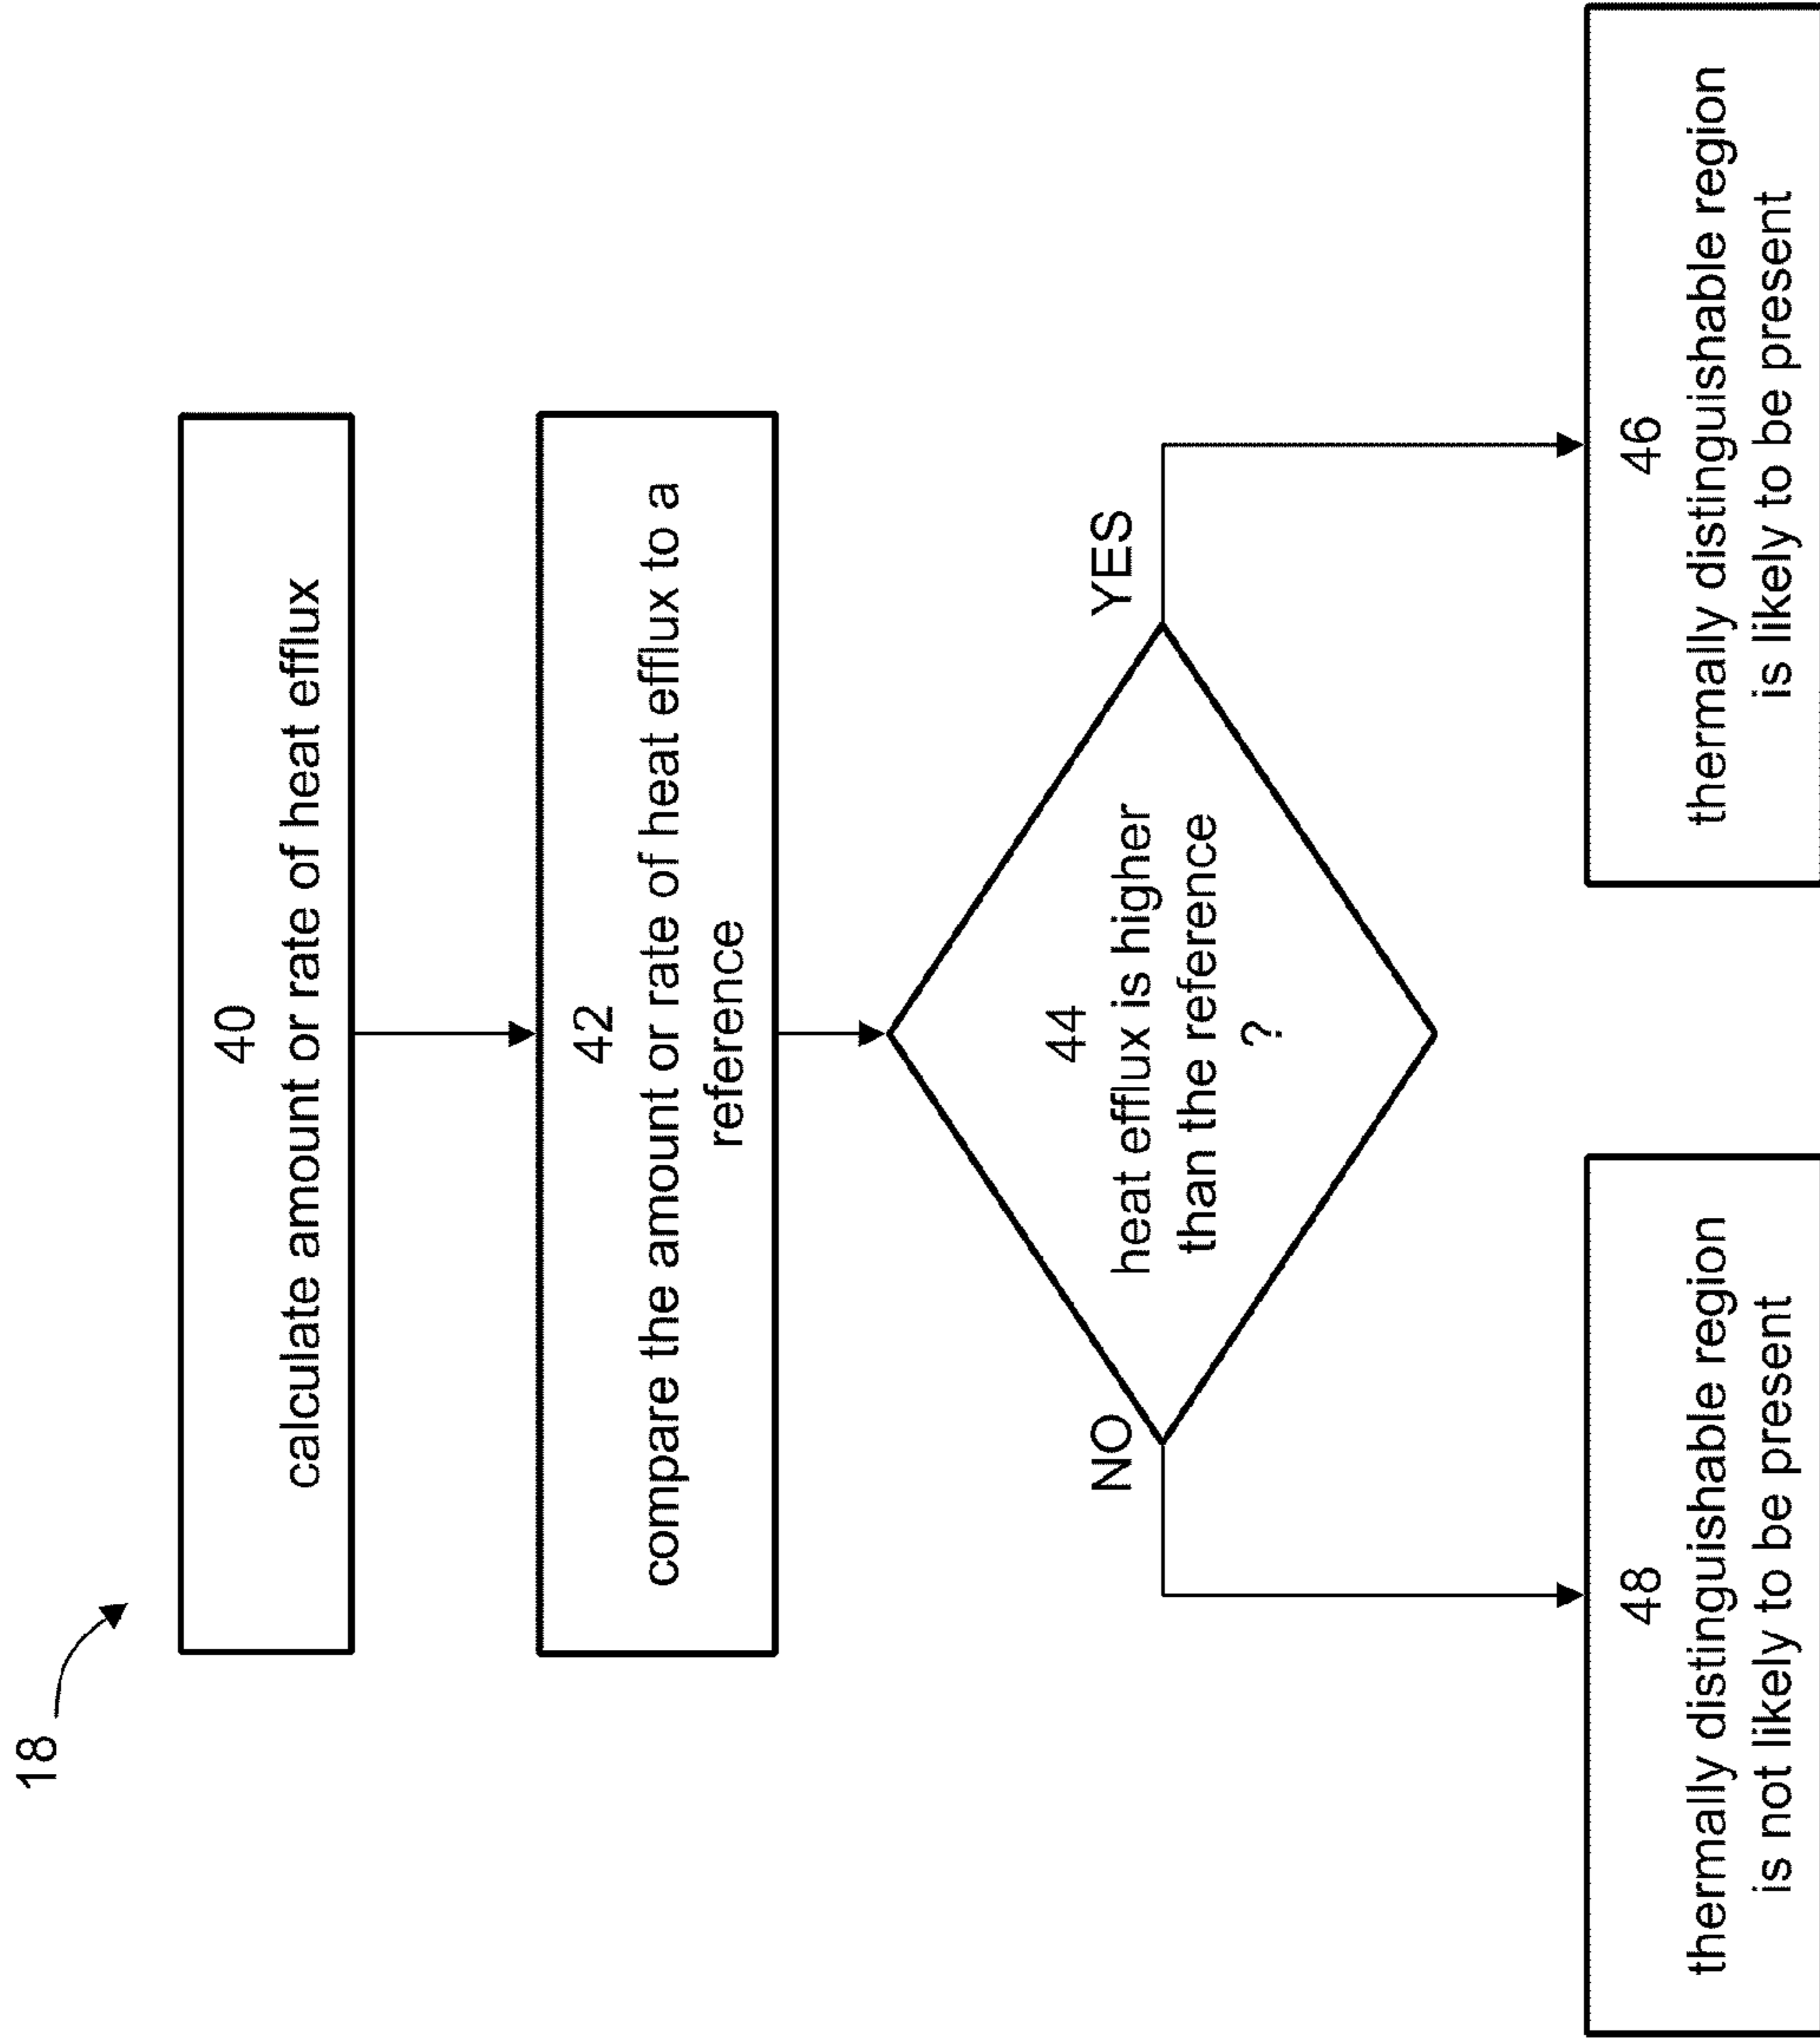 18
40
calculate amount or rate of heat efflux
42
compare the amount or rate of heat efflux to a
reference
44
heat efflux is higher
than the reference
?
NO
YES
48
thermally distinguishable region
is not likely to be present
46
thermally distinguishable region
is likely to be present